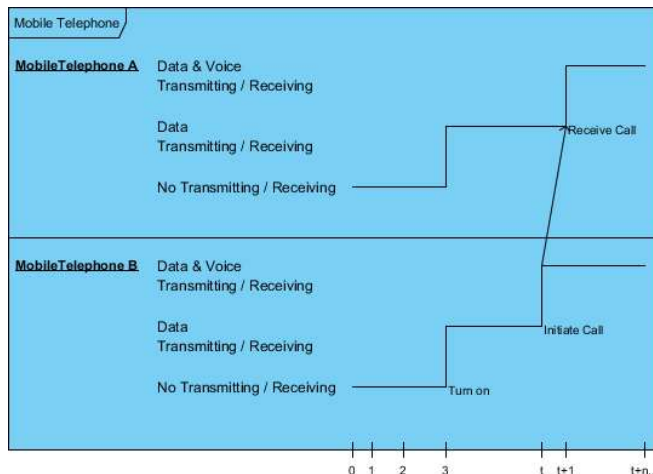 Mobile Telephone
MobileTelephone A
Data & Voice
Transmitting / Receiving
Data
Transmitting / Receiving
Receive Call
No Transmitting / Receiving
MobileTelephone B
Data & Voice
Transmitting / Receiving
Data
Transmitting / Receiving
Initiate Call
No Transmitting / Receiving
Turn on
0 1 2 3 t t+1 t+n